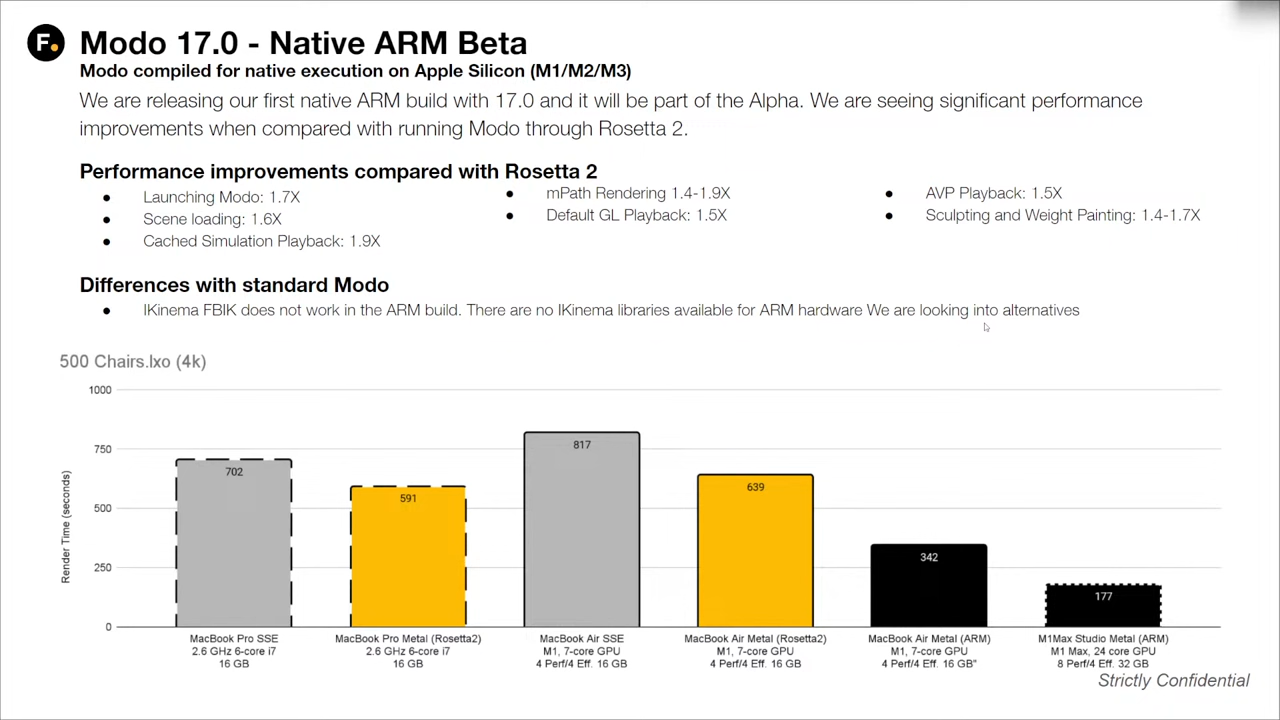 F.
Modo 17.0 - Native ARM Beta
Modo compiled for native execution on Apple Silicon (M1/M2/M3)
We are releasing our first native ARM build with 17.0 and it will be part of the Alpha. We are seeing significant performance
improvements when compared with running Modo through Rosetta 2.
Performance improvements compared with Rosetta 2
● Launching Modo: 1.7X
● Scene loading: 1.6X
● Cached Simulation Playback: 1.9X
● mPath Rendering 1.4-1.9X
● Default GL Playback: 1.5X
● AVP Playback: 1.5X
● Sculpting and Weight Painting: 1.4-1.7X
Differences with standard Modo
● IKinema FBIK does not work in the ARM build. There are no IKinema libraries available for ARM hardware We are looking into alternatives
500 Chairs.lxo (4k)
Render Time (seconds)
1000
750
500
250
0
702
591
817
639
342
177
MacBook Pro SSE
2.6 GHz 6-core i7
16 GB
MacBook Pro Metal (Rosetta2)
2.6 GHz 6-core i7
16 GB
MacBook Air SSE
M1, 7-core GPU
4 Perf/4 Eff. 16 GB
MacBook Air Metal (Rosetta2)
M1, 7-core GPU
4 Perf/4 Eff. 16 GB
MacBook Air Metal (ARM)
M1, 7-core GPU
4 Perf/4 Eff. 16 GB"
M1Max Studio Metal (ARM)
M1 Max, 24 core GPU
8 Perf/4 Eff. 32 GB
Strictly Confidential